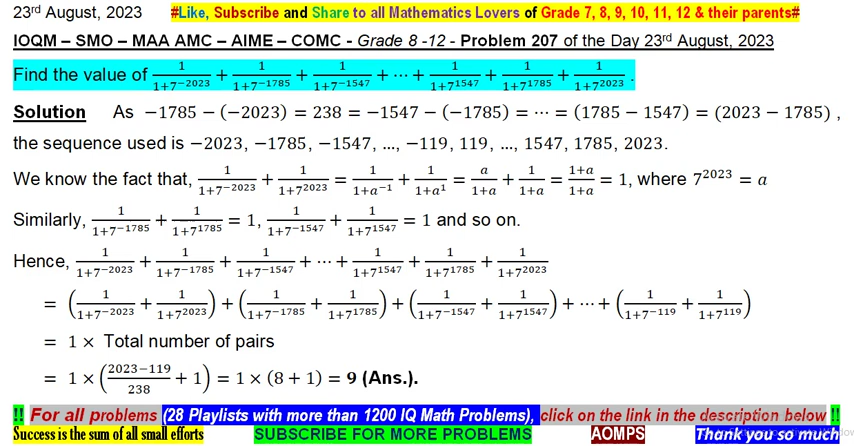 23rd August, 2023 #Like, Subscribe and Share to all Mathematics Lovers of Grade 7, 8, 9, 10, 11, 12 & their parents#
IOQM – SMO – MAA AMC – AIME – COMC - Grade 8 -12 - Problem 207 of the Day 23rd August, 2023
Find the value of 1/(1+7^−2023) + 1/(1+7^−1785) + 1/(1+7^−1547) + ⋯ + 1/(1+7^1547) + 1/(1+7^1785) + 1/(1+7^2023) .
Solution As −1785 − (−2023) = 238 = −1547 − (−1785) = ⋯ = (1785 − 1547) = (2023 − 1785) ,
the sequence used is −2023, −1785, −1547, ..., −119, 119, ..., 1547, 1785, 2023.
We know the fact that, 1/(1+7^−2023) + 1/(1+7^2023) = 1/(1+a^−1) + 1/(1+a^1) = a/(1+a) + 1/(1+a) = (1+a)/(1+a) = 1, where 7^2023 = a
Similarly, 1/(1+7^−1785) + 1/(1+7^1785) = 1, 1/(1+7^−1547) + 1/(1+7^1547) = 1 and so on.
Hence, 1/(1+7^−2023) + 1/(1+7^−1785) + 1/(1+7^−1547) + ⋯ + 1/(1+7^1547) + 1/(1+7^1785) + 1/(1+7^2023)
= (1/(1+7^−2023) + 1/(1+7^2023)) + (1/(1+7^−1785) + 1/(1+7^1785)) + (1/(1+7^−1547) + 1/(1+7^1547)) + ⋯ + (1/(1+7^−119) + 1/(1+7^119))
= 1 × Total number of pairs
= 1 × ((2023−119)/238 + 1) = 1 × (8 + 1) = 9 (Ans.).
!! For all problems (28 Playlists with more than 1200 IQ Math Problems), click on the link in the description below !!
Success is the sum of all small efforts SUBSCRIBE FOR MORE PROBLEMS AOMPS Thank you so much